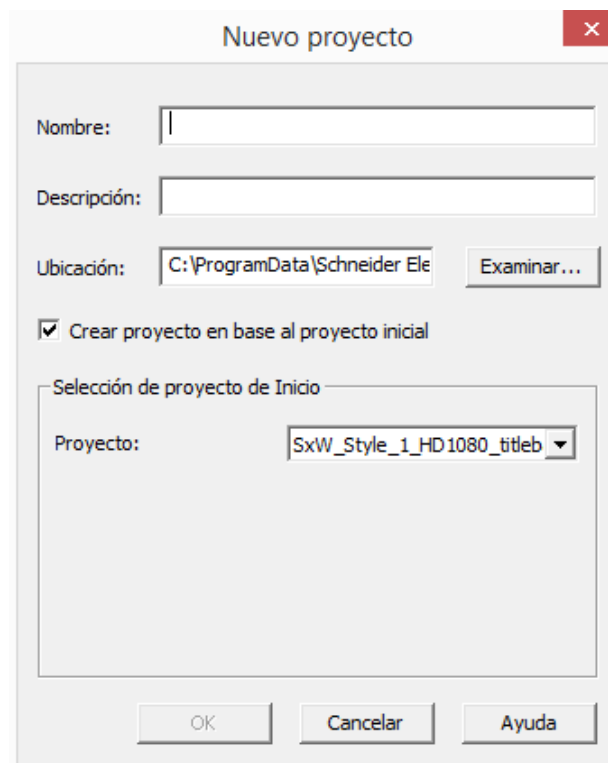 Nuevo proyecto
Nombre:
Descripción:
Ubicación: C:\ProgramData\Schneider Ele Examinar...
Crear proyecto en base al proyecto inicial
Selección de proyecto de Inicio
Proyecto: SxW_Style_1_HD1080_titleb
OK Cancelar Ayuda